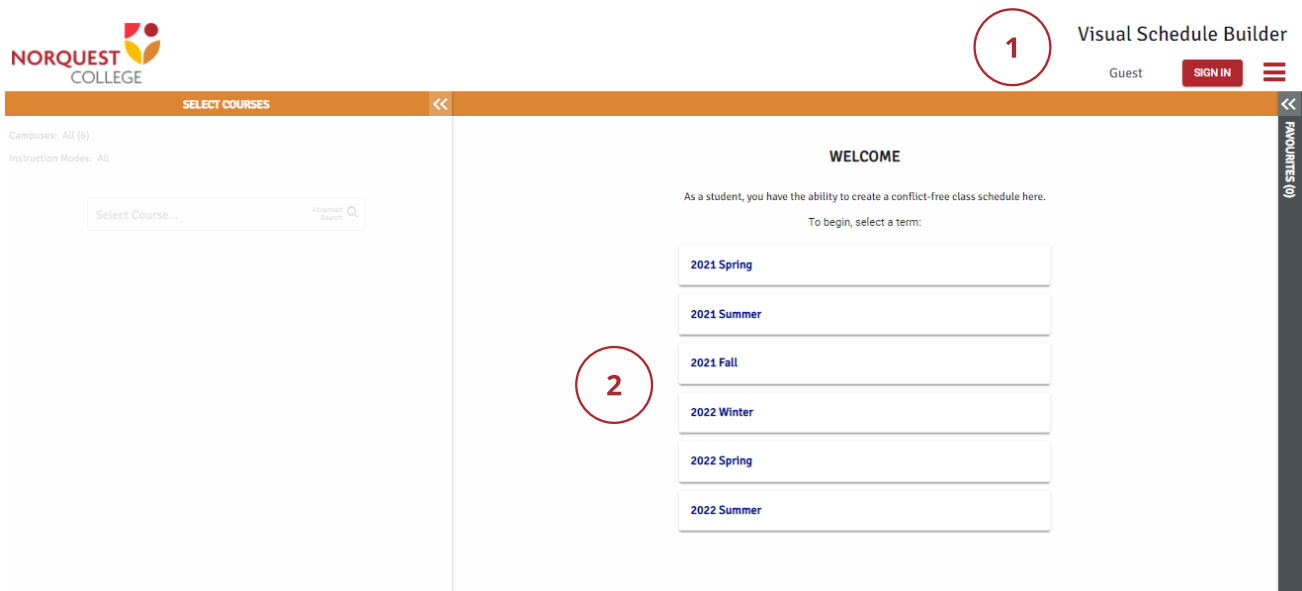 NORQUEST
COLLEGE
1
Visual Schedule Builder
Guest
SIGN IN
SELECT COURSES
Campuses: All (6)
Instruction Modes: All
Select Course...
Advanced
Search
WELCOME
As a student, you have the ability to create a conflict-free class schedule here.
To begin, select a term:
2021 Spring
2021 Summer
2021 Fall
2
2022 Winter
2022 Spring
2022 Summer
FAVOURITES (0)